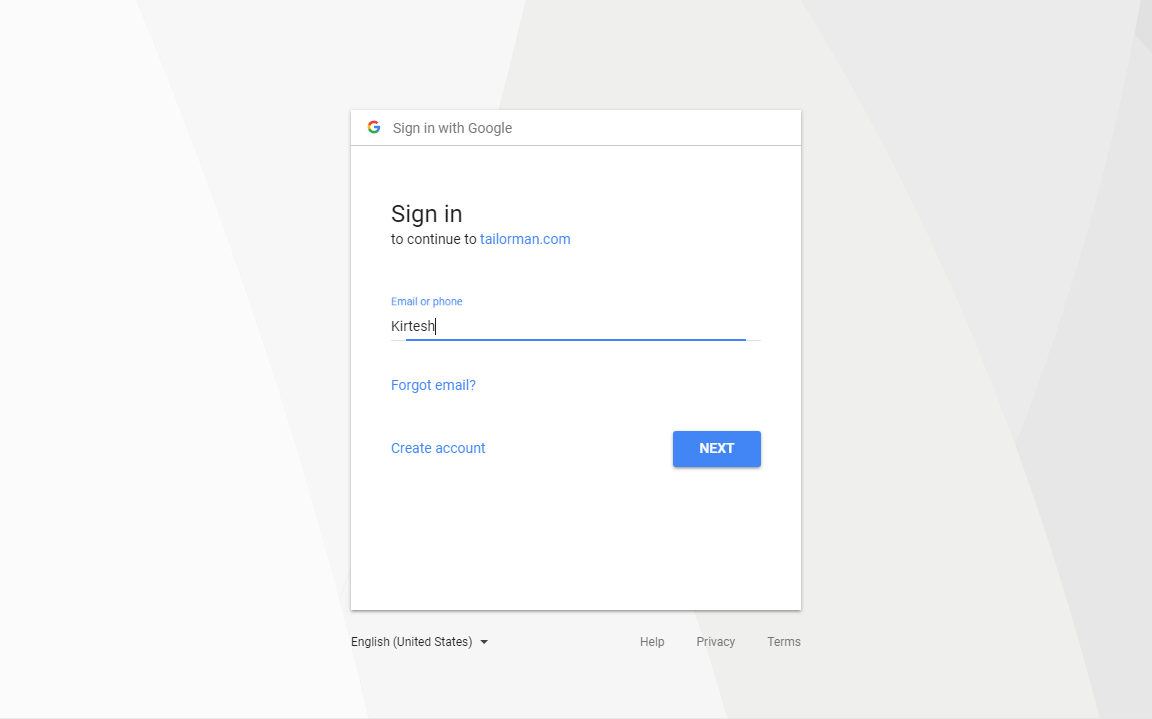 Sign in with Google
Sign in
to continue to tailorman.com
Email or phone
Kirtesh
Forgot email?
Create account
NEXT
English (United States)
Help
Privacy
Terms